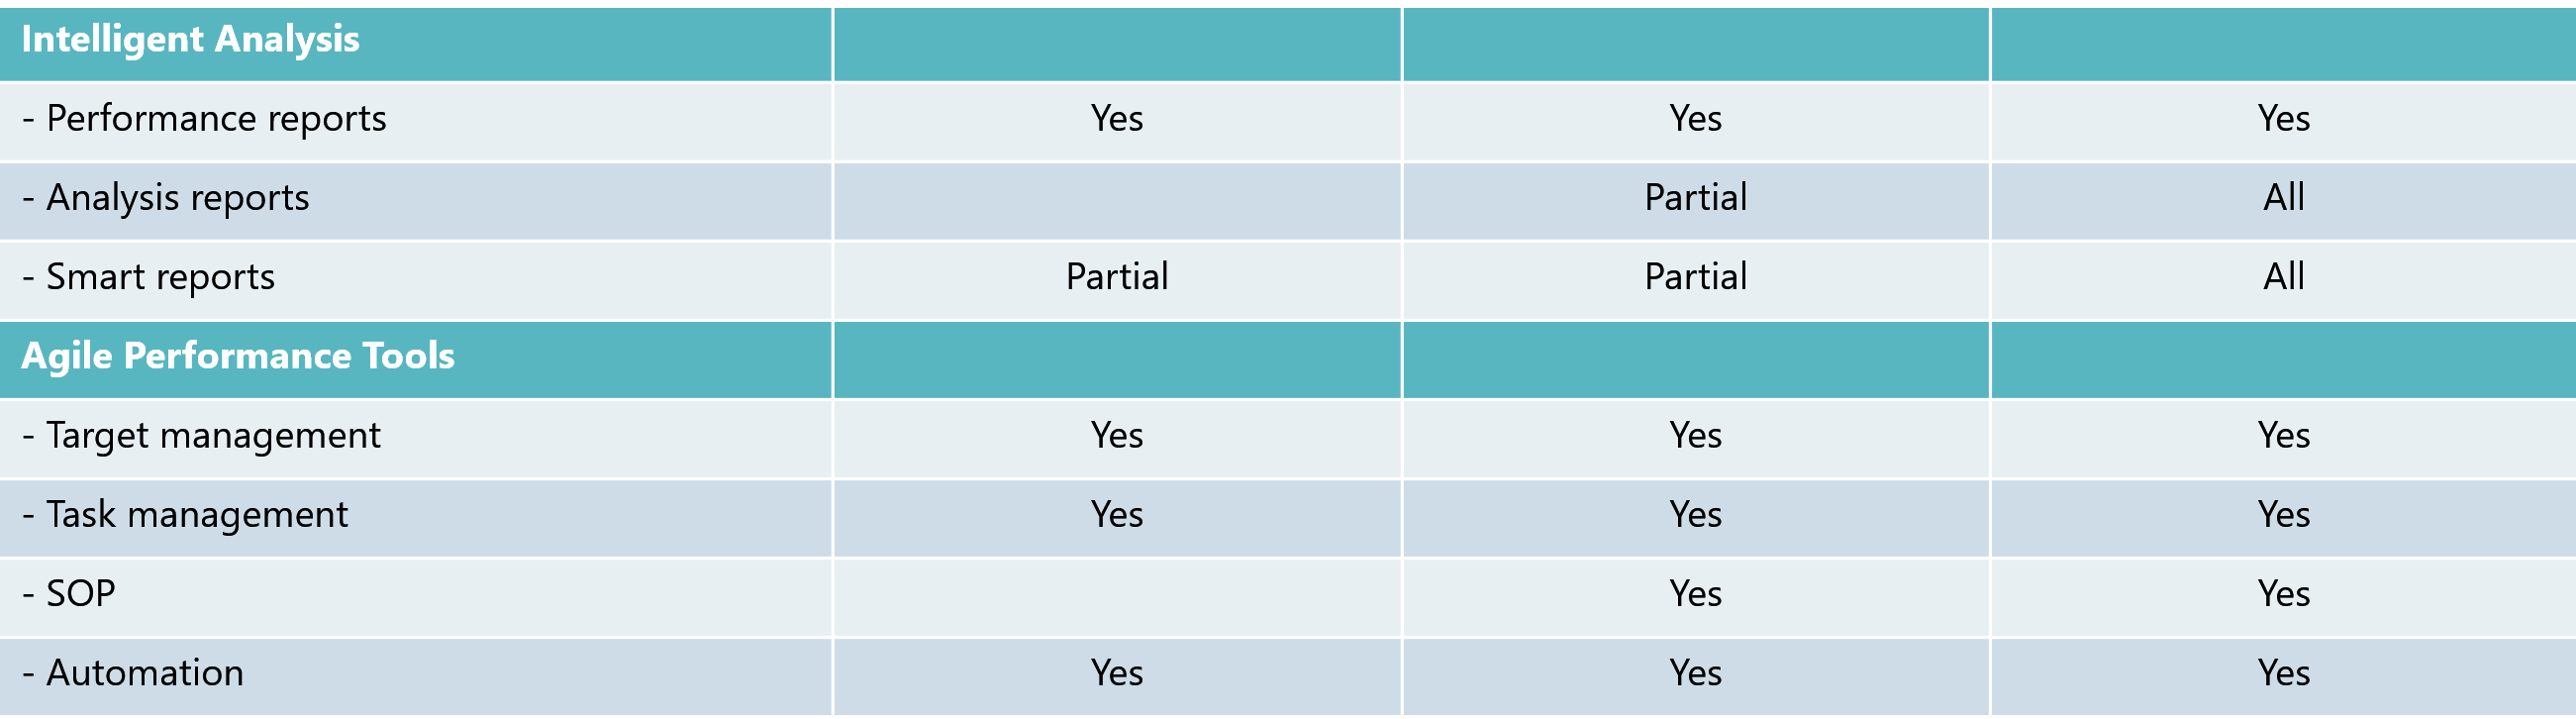 Intelligent Analysis
- Performance reports Yes Yes Yes
- Analysis reports Partial All
- Smart reports Partial Partial All
Agile Performance Tools
- Target management Yes Yes Yes
- Task management Yes Yes Yes
- SOP Yes Yes
- Automation Yes Yes Yes